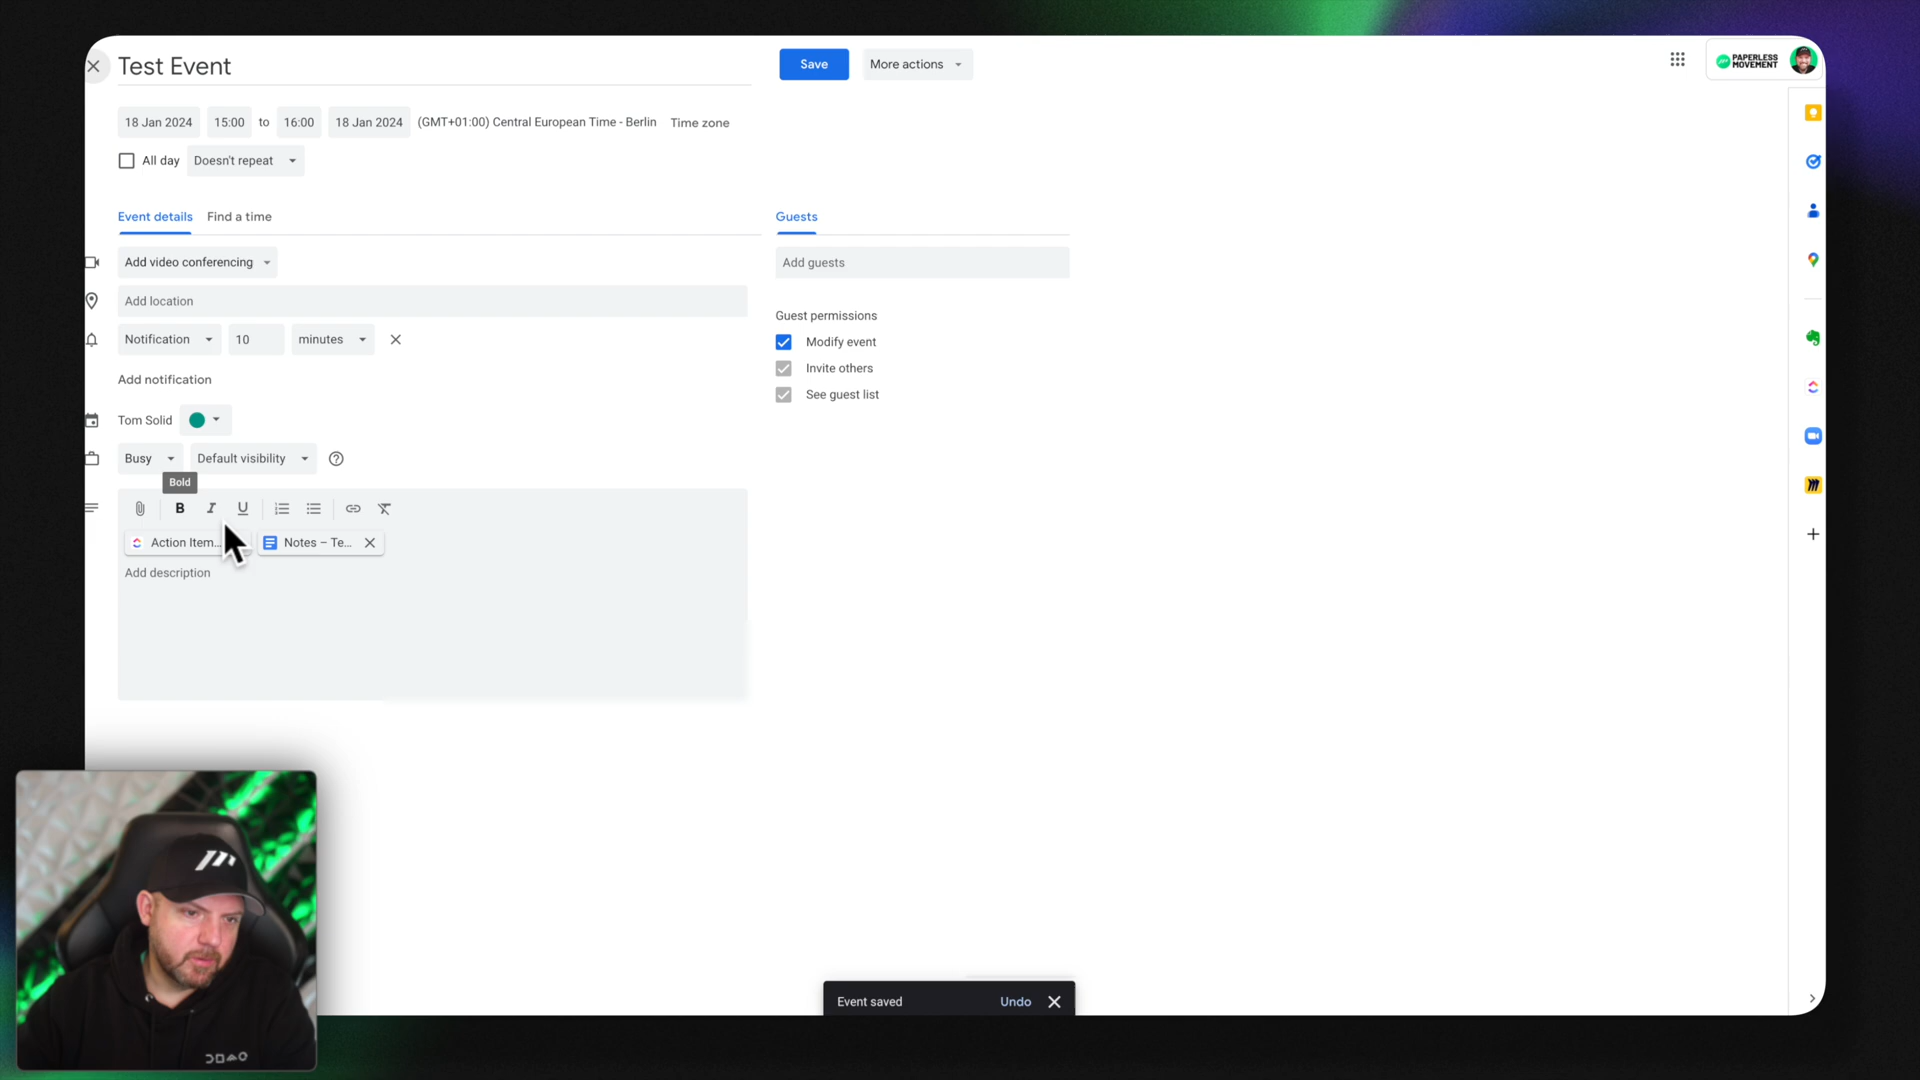 Test Event
Save
More actions
PAPERLESS
MOVEMENT
18 Jan 2024 15:00 to 16:00 18 Jan 2024 (GMT+01:00) Central European Time - Berlin Time zone
All day Doesn't repeat
Event details Find a time
Guests
Add video conferencing
Add guests
Add location
Guest permissions
Notification 10 minutes
Modify event
Invite others
Add notification
See guest list
Tom Solid
Busy Default visibility
Bold
B I U
Action Item... Notes – Te...
Add description
Event saved Undo